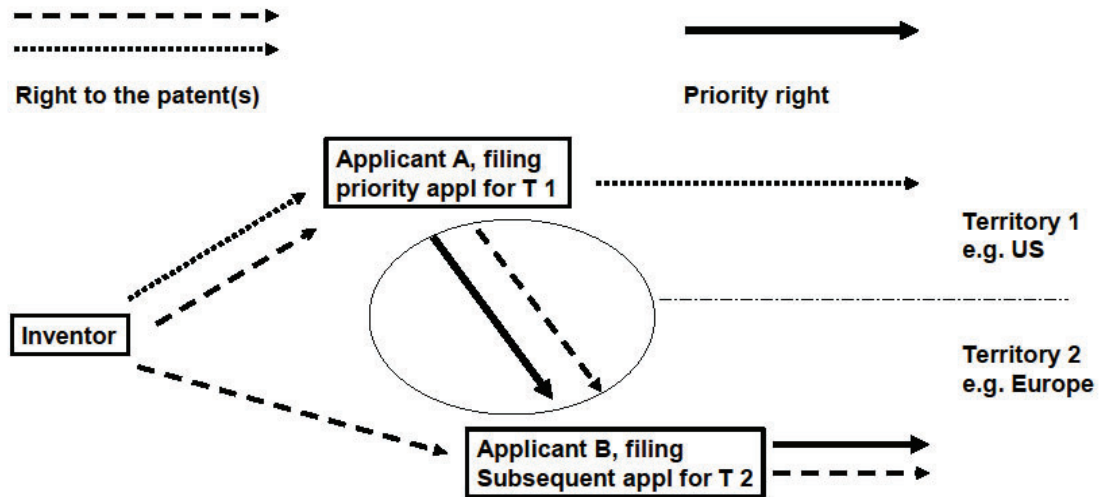 Right to the patent(s)
Priority right
Applicant A, filing
priority appl for T 1
Territory 1
e.g. US
Inventor
Territory 2
e.g. Europe
Applicant B, filing
Subsequent appl for T 2